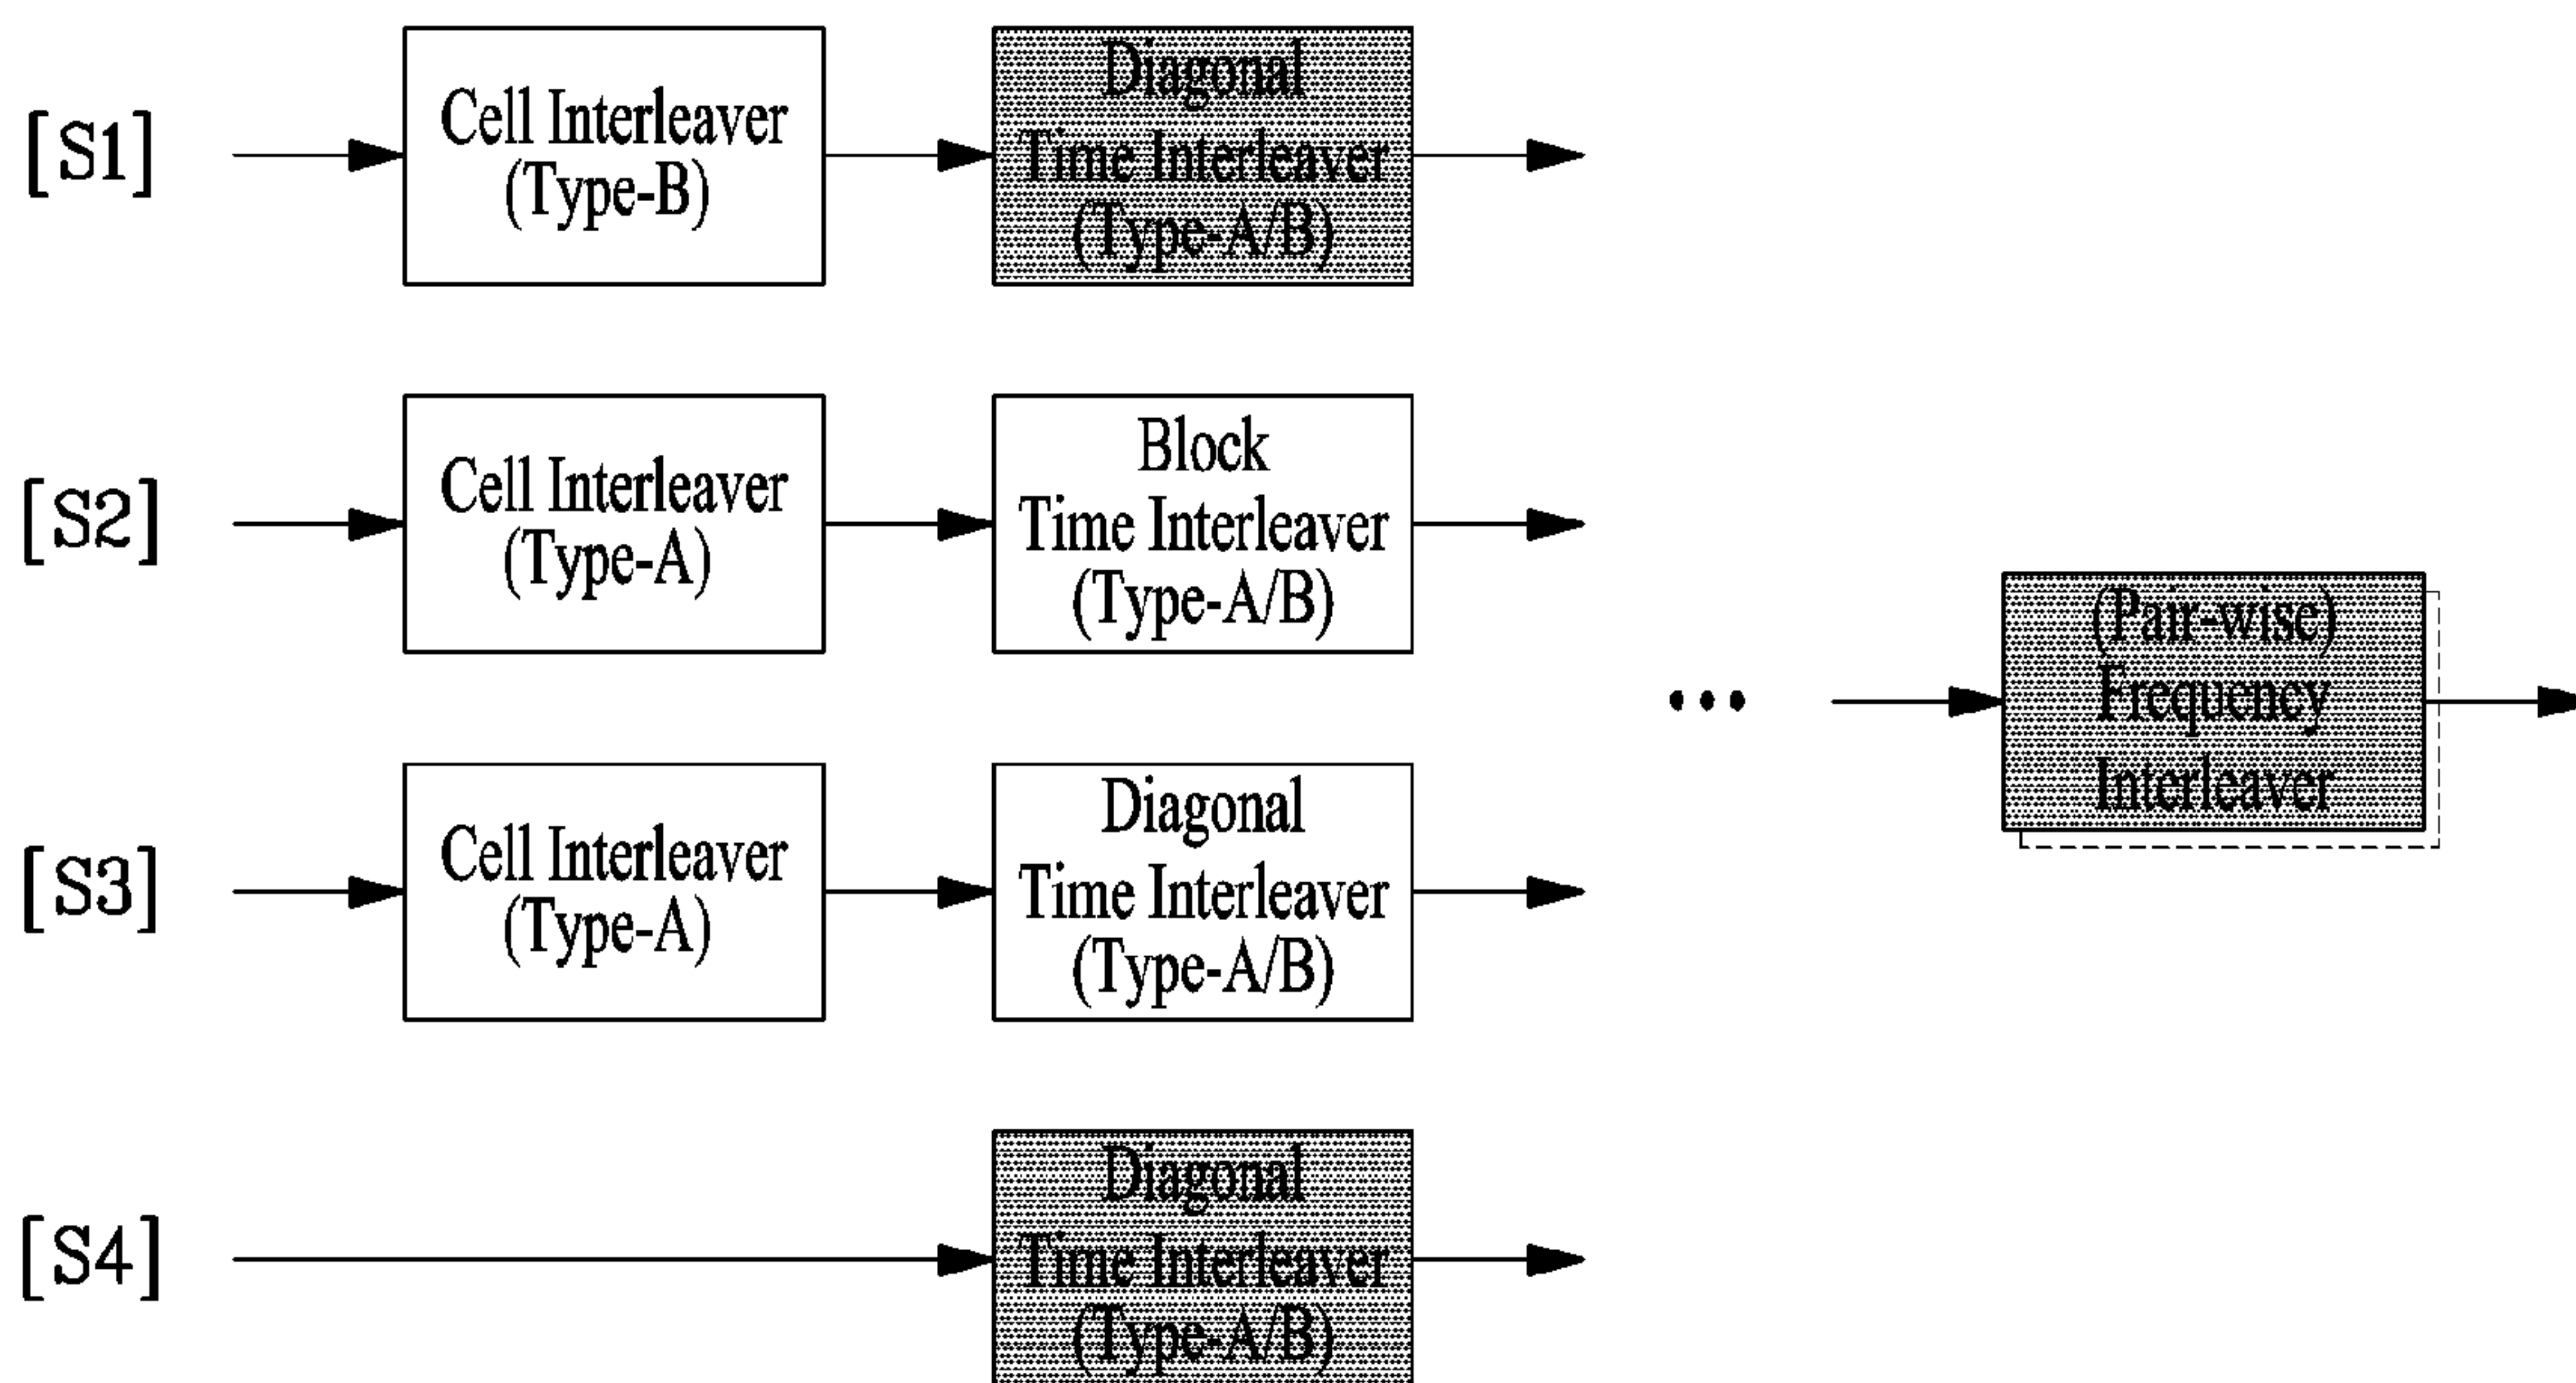 [S1]
Cell Interleaver
(Type-B)
Diagonal
Time Interleaver
(Type-A/B)
[S2]
Cell Interleaver
(Type-A)
Block
Time Interleaver
(Type-A/B)
[S3]
Cell Interleaver
(Type-A)
Diagonal
Time Interleaver
(Type-A/B)
[S4]
Diagonal
Time Interleaver
(Type-A/B)
•••
(Pair-wise)
Frequency
Interleaver